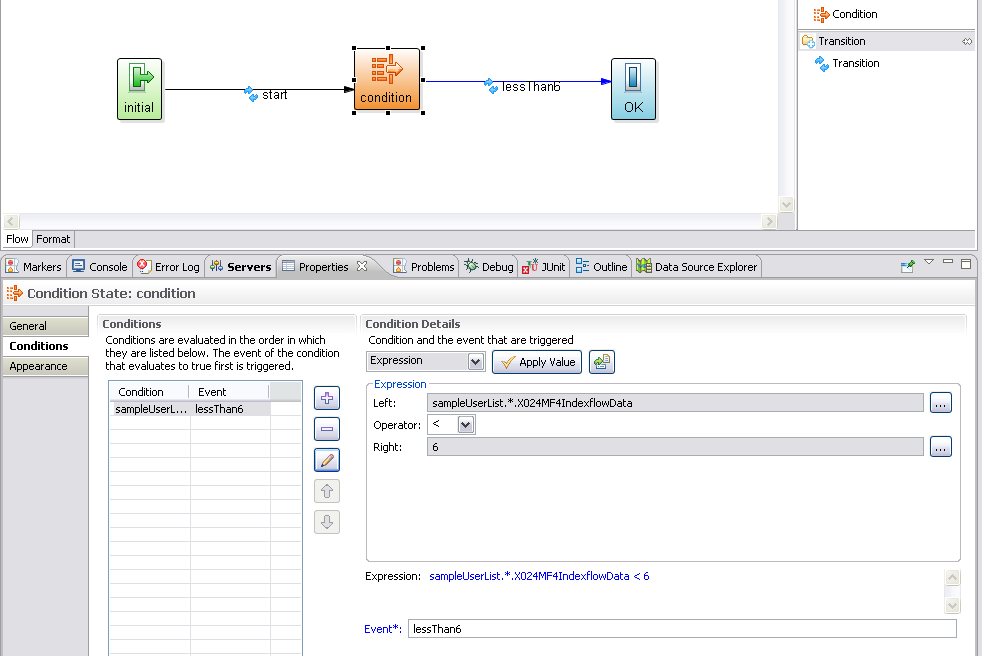 Condition
Transition
Transition
initial
start
condition
lessThan6
OK
Flow Format
Markers Console Error Log Servers Properties Problems Debug JUnit Outline Data Source Explorer
Condition State: condition
General
Conditions
Appearance
Conditions
Conditions are evaluated in the order in which
they are listed below. The event of the condition
that evaluates to true first is triggered.
Condition Event
sampleUserL... lessThan6
Condition Details
Condition and the event that are triggered
Expression Apply Value
Expression
Left: sampleUserList.*.X024MF4IndexflowData ...
Operator: <
Right: 6 ...
Expression: sampleUserList.*.X024MF4IndexflowData < 6
Event*: lessThan6